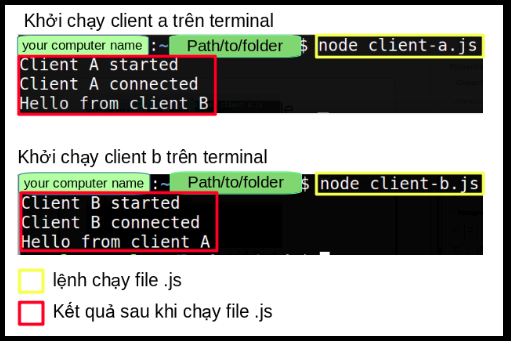 Khởi chạy client a trên terminal
your computer name :~ Path/to/folder $ node client-a.js
Client A started
Client A connected
Hello from client B
Khởi chạy client b trên terminal
your computer name :~ Path/to/folder $ node client-b.js
Client B started
Client B connected
Hello from client A
lệnh chạy file .js
Kết quả sau khi chạy file .js